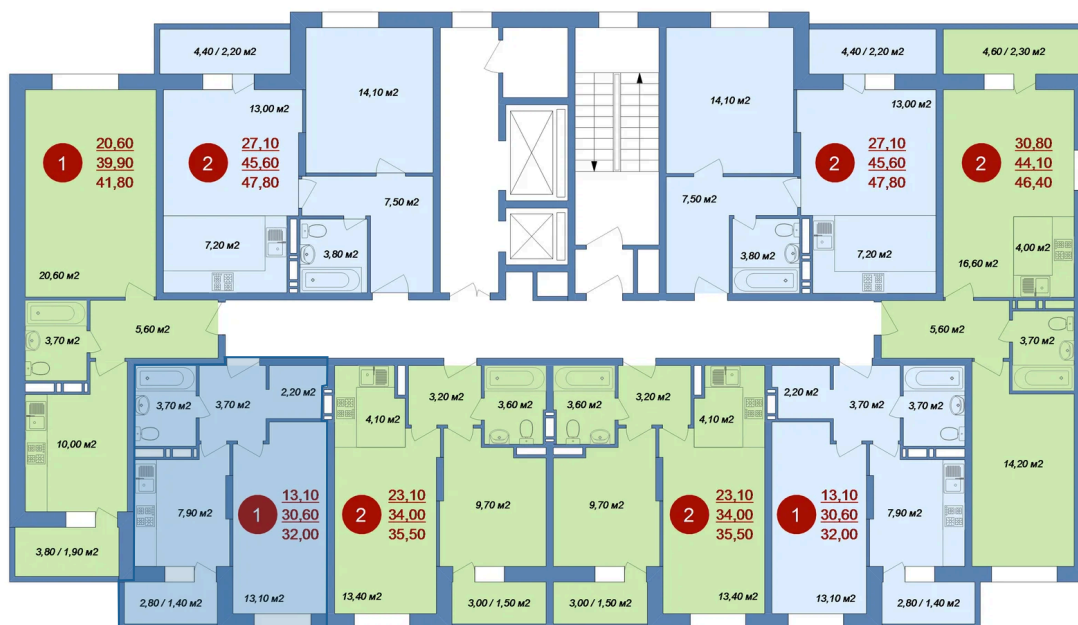 4,40 / 2,20 м2
13,00 м2
14,10 м2
1
20,60
39,90
41,80
2
27,10
45,60
47,80
7,50 м2
7,20 м2
3,80 м2
20,60 м2
4,40 / 2,20 м2
4,60 / 2,30 м2
14,10 м2
13,00 м2
2
27,10
45,60
47,80
2
30,80
44,10
46,40
7,50 м2
3,80 м2
7,20 м2
4,00 м2
16,60 м2
3,70 м2
5,60 м2
5,60 м2
3,70 м2
3,70 м2
3,70 м2
2,20 м2
4,10 м2
3,20 м2
3,60 м2
3,60 м2
3,20 м2
4,10 м2
2,20 м2
3,70 м2
3,70 м2
10,00 м2
7,90 м2
1
13,10
30,60
32,00
2
23,10
34,00
35,50
9,70 м2
9,70 м2
2
23,10
34,00
35,50
1
13,10
30,60
32,00
7,90 м2
14,20 м2
3,80 / 1,90 м2
2,80 / 1,40 м2
13,10 м2
13,40 м2
3,00 / 1,50 м2
3,00 / 1,50 м2
13,40 м2
13,10 м2
2,80 / 1,40 м2